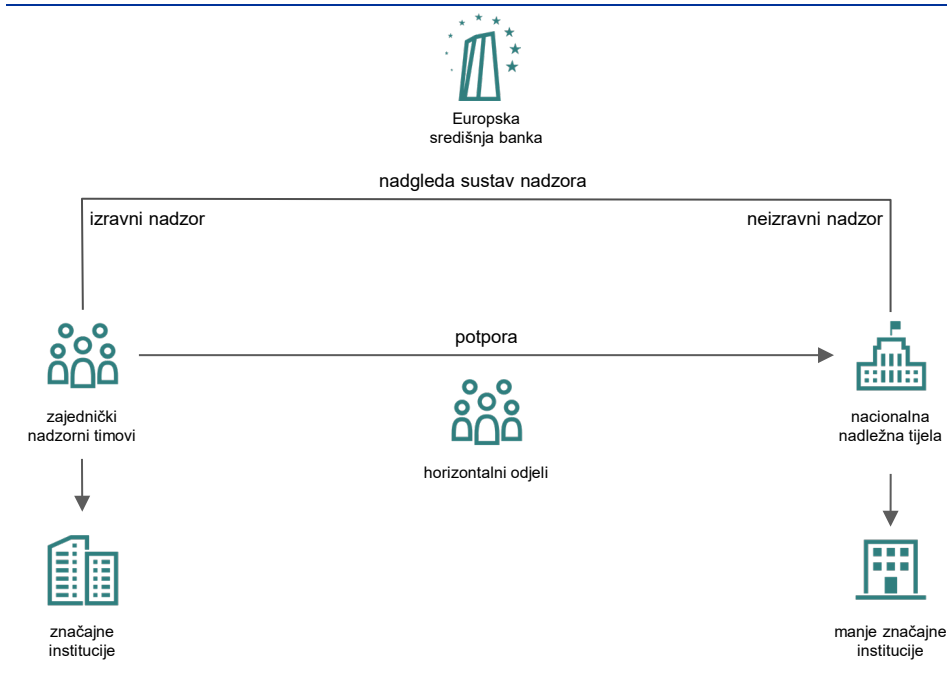 Europska
središnja banka
nadgleda sustav nadzora
izravni nadzor
neizravni nadzor
potpora
zajednički
nadzorni timovi
nacionalna
nadležna tijela
horizontalni odjeli
značajne
institucije
manje značajne
institucije